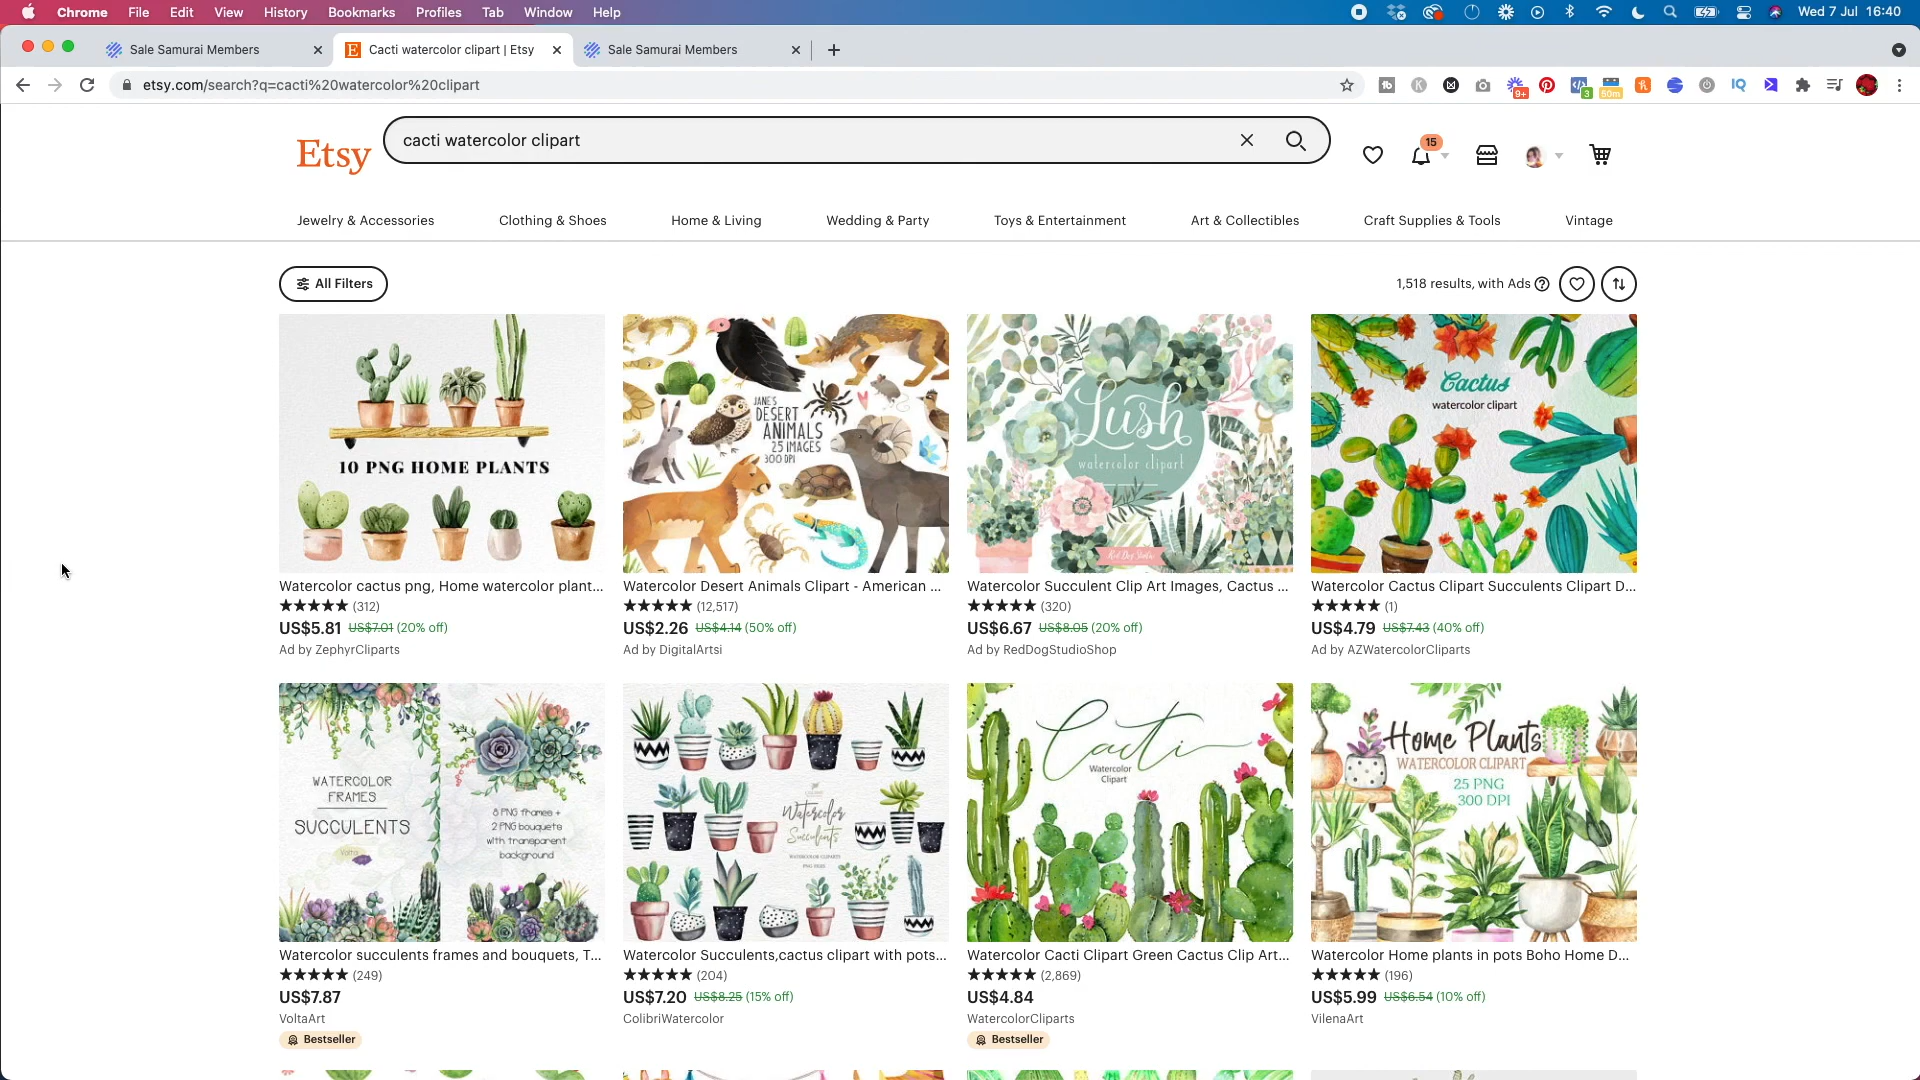 Chrome File Edit View History Bookmarks Profiles Tab Window Help Wed 7 Jul 16:40
Sale Samurai Members Cacti watercolor clipart | Etsy Sale Samurai Members
etsy.com/search?q=cacti%20watercolor%20clipart
9+ 3 50m IQ
Etsy cacti watercolor clipart 15
Jewelry & Accessories Clothing & Shoes Home & Living Wedding & Party Toys & Entertainment Art & Collectibles Craft Supplies & Tools Vintage
All Filters 1,518 results, with Ads
10 PNG HOME PLANTS
JANE'S
DESERT
ANIMALS
25 IMAGES
300 DPI
Lush
watercolor clipart
Red Dog Studio
Cactus
watercolor clipart
Watercolor cactus png, Home watercolor plant... Watercolor Desert Animals Clipart - American ... Watercolor Succulent Clip Art Images, Cactus ... Watercolor Cactus Clipart Succulents Clipart D...
★★★★★ (312) ★★★★★ (12,517) ★★★★★ (320) ★★★★★ (1)
US$5.81 US$7.01 (20% off) US$2.26 US$4.14 (50% off) US$6.67 US$8.05 (20% off) US$4.79 US$7.43 (40% off)
Ad by ZephyrCliparts Ad by DigitalArtsi Ad by RedDogStudioShop Ad by AZWatercolorCliparts
WATERCOLOR
FRAMES
SUCCULENTS
Volta
8 PNG frames +
2 PNG bouquets
with transparent
background
Watercolor
Succulents
WATERCOLOR CLIPARTS
PNG FILES
Cacti
Watercolor
Clipart
Home Plants
WATERCOLOR CLIPART
25 PNG
300 DPI
Watercolor succulents frames and bouquets, T... Watercolor Succulents,cactus clipart with pots... Watercolor Cacti Clipart Green Cactus Clip Art... Watercolor Home plants in pots Boho Home D...
★★★★★ (249) ★★★★★ (204) ★★★★★ (2,869) ★★★★★ (196)
US$7.87 US$7.20 US$8.25 (15% off) US$4.84 US$5.99 US$6.54 (10% off)
VoltaArt ColibriWatercolor WatercolorCliparts VilenaArt
Bestseller Bestseller